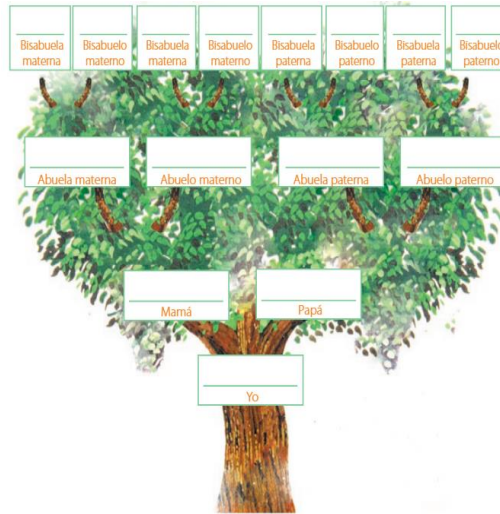 Bisabuela
materna
Bisabuelo
materno
Bisabuela
materna
Bisabuelo
materno
Bisabuela
paterna
Bisabuelo
paterno
Bisabuela
paterna
Bisabuelo
paterno
Abuela materna
Abuelo materno
Abuela paterna
Abuelo paterno
Mamá
Papá
Yo